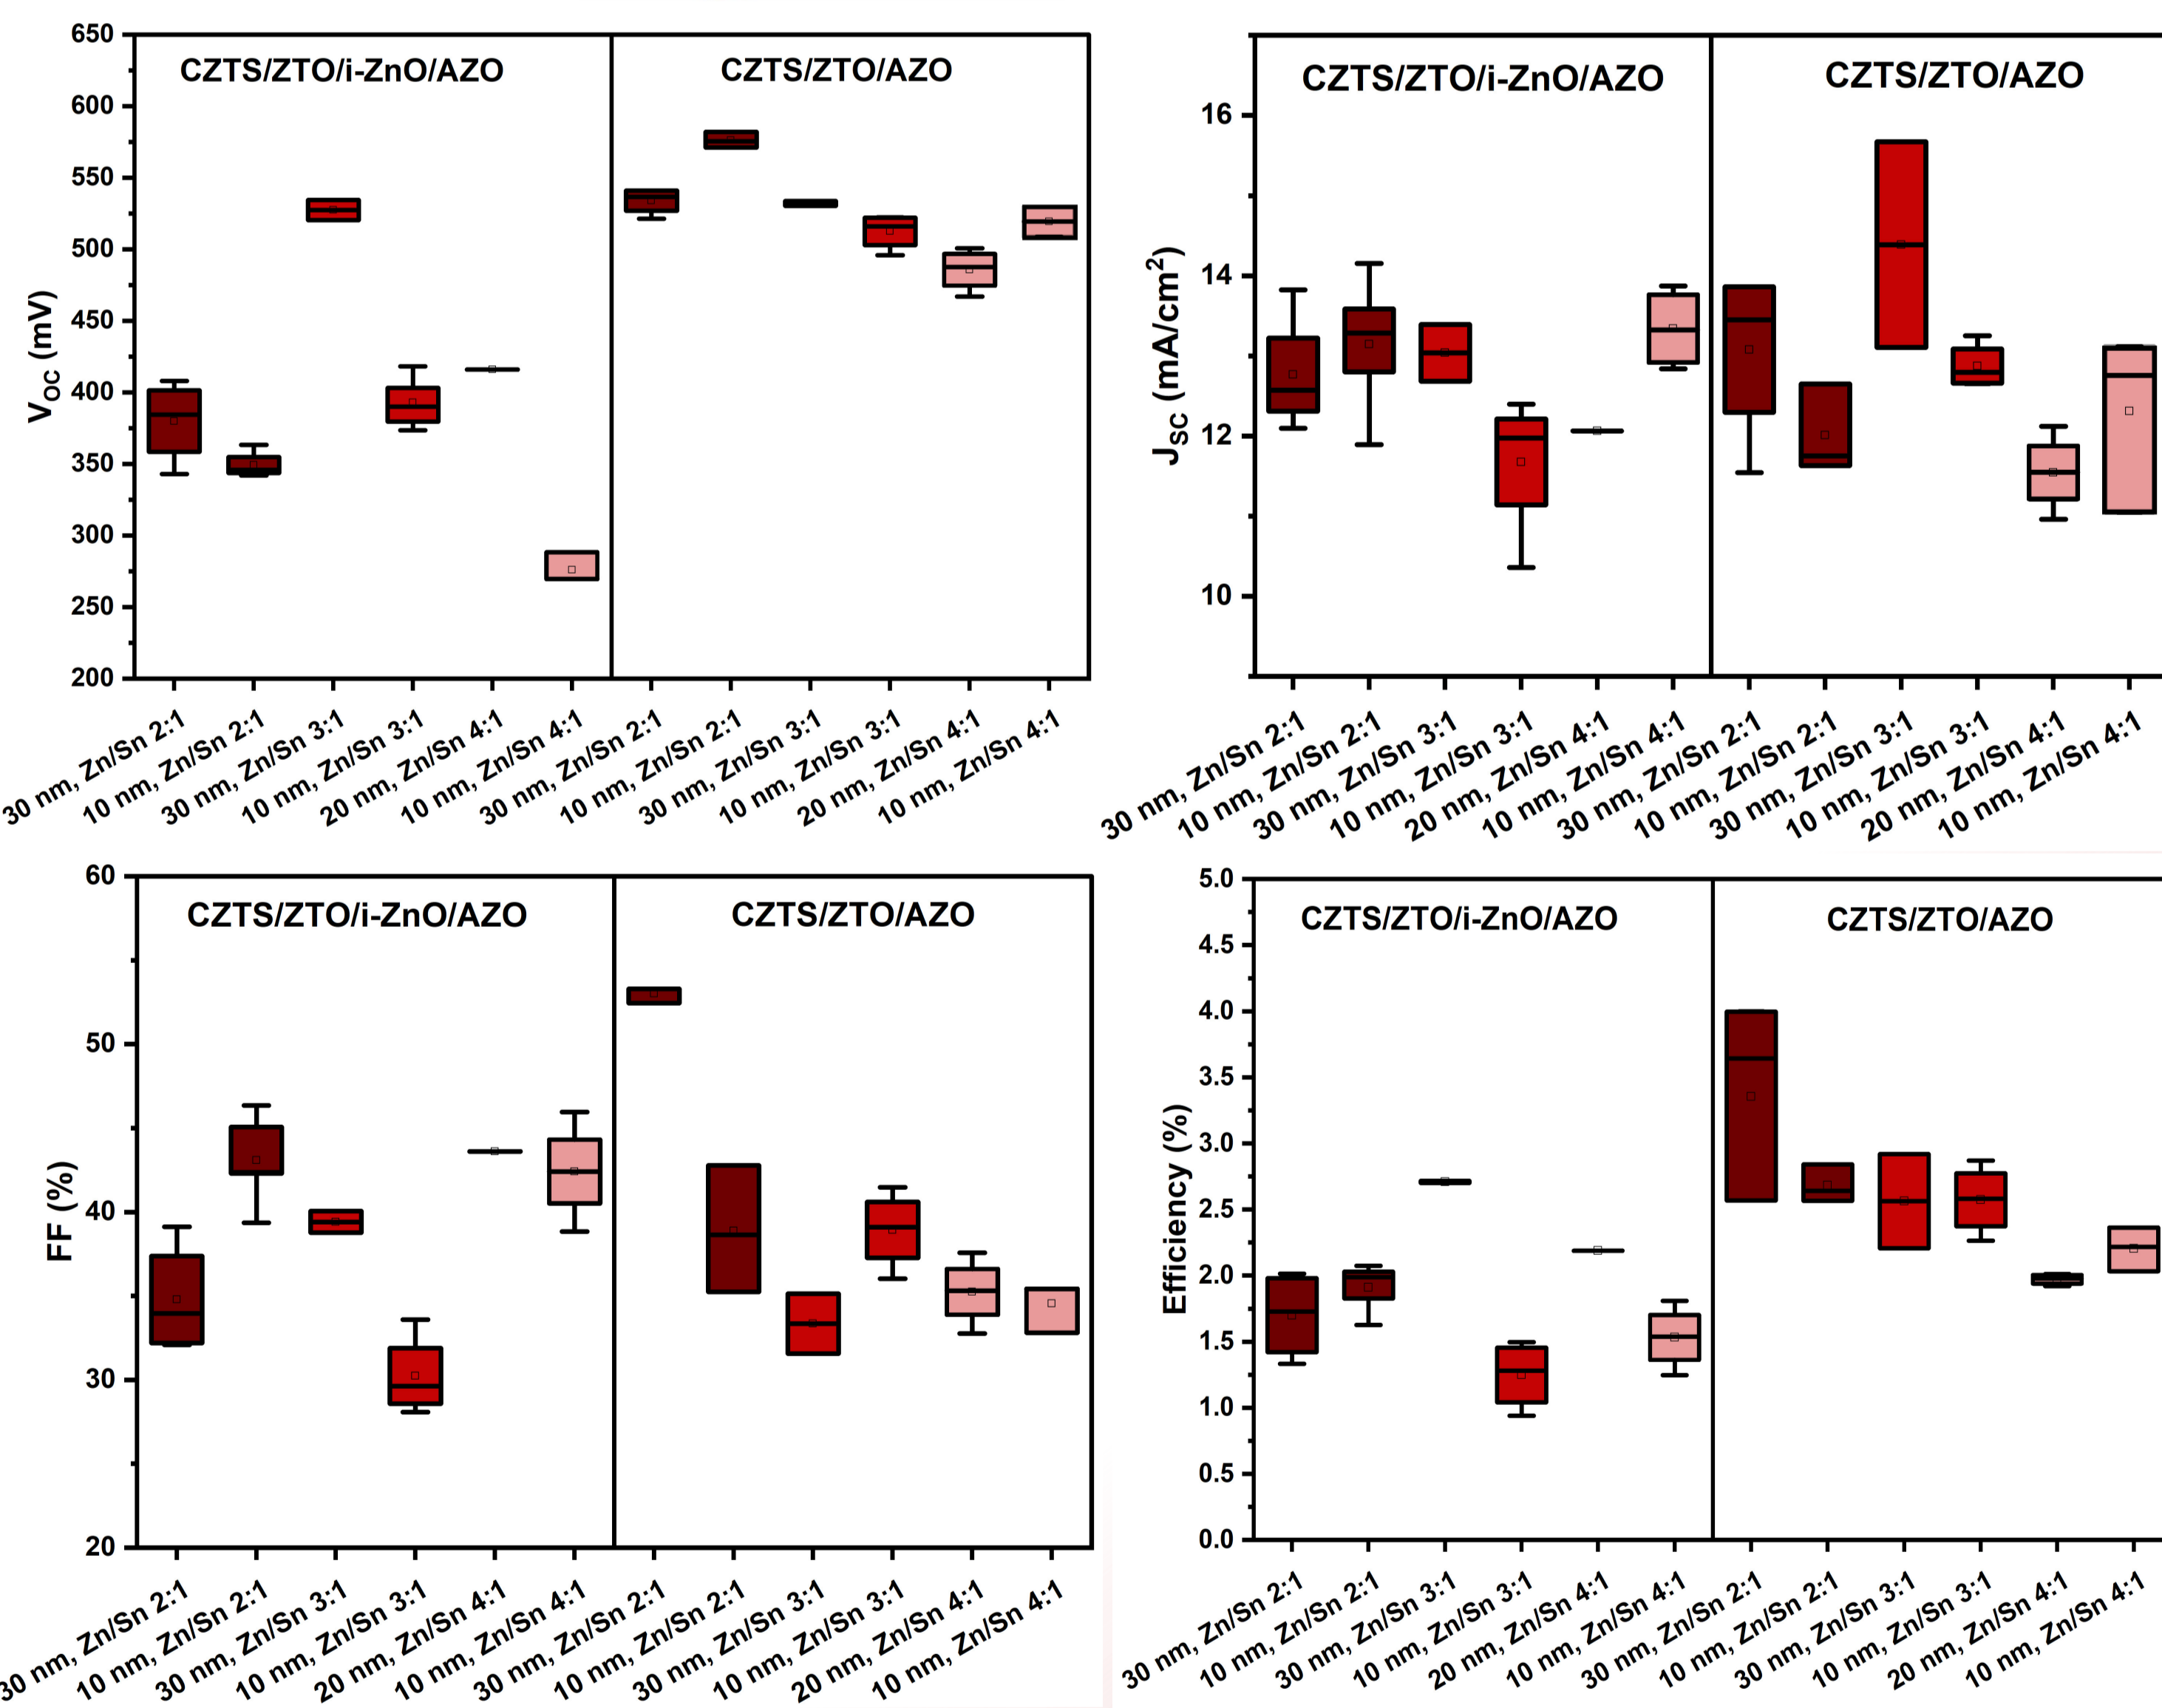 CZTS/ZTO/i-ZnO/AZO
CZTS/ZTO/AZO
V_OC (mV)
650
600
550
500
450
400
350
300
250
200
30 nm, Zn/Sn 2:1
10 nm, Zn/Sn 2:1
30 nm, Zn/Sn 3:1
10 nm, Zn/Sn 3:1
20 nm, Zn/Sn 4:1
10 nm, Zn/Sn 4:1
30 nm, Zn/Sn 2:1
10 nm, Zn/Sn 2:1
30 nm, Zn/Sn 3:1
10 nm, Zn/Sn 3:1
20 nm, Zn/Sn 4:1
10 nm, Zn/Sn 4:1
CZTS/ZTO/i-ZnO/AZO
CZTS/ZTO/AZO
J_SC (mA/cm²)
16
14
12
10
30 nm, Zn/Sn 2:1
10 nm, Zn/Sn 2:1
30 nm, Zn/Sn 3:1
10 nm, Zn/Sn 3:1
20 nm, Zn/Sn 4:1
10 nm, Zn/Sn 4:1
30 nm, Zn/Sn 2:1
10 nm, Zn/Sn 2:1
30 nm, Zn/Sn 3:1
10 nm, Zn/Sn 3:1
20 nm, Zn/Sn 4:1
10 nm, Zn/Sn 4:1
CZTS/ZTO/i-ZnO/AZO
CZTS/ZTO/AZO
FF (%)
60
50
40
30
20
30 nm, Zn/Sn 2:1
10 nm, Zn/Sn 2:1
30 nm, Zn/Sn 3:1
10 nm, Zn/Sn 3:1
20 nm, Zn/Sn 4:1
10 nm, Zn/Sn 4:1
30 nm, Zn/Sn 2:1
10 nm, Zn/Sn 2:1
30 nm, Zn/Sn 3:1
10 nm, Zn/Sn 3:1
20 nm, Zn/Sn 4:1
10 nm, Zn/Sn 4:1
CZTS/ZTO/i-ZnO/AZO
CZTS/ZTO/AZO
Efficiency (%)
5.0
4.5
4.0
3.5
3.0
2.5
2.0
1.5
1.0
0.5
0.0
30 nm, Zn/Sn 2:1
10 nm, Zn/Sn 2:1
30 nm, Zn/Sn 3:1
10 nm, Zn/Sn 3:1
20 nm, Zn/Sn 4:1
10 nm, Zn/Sn 4:1
30 nm, Zn/Sn 2:1
10 nm, Zn/Sn 2:1
30 nm, Zn/Sn 3:1
10 nm, Zn/Sn 3:1
20 nm, Zn/Sn 4:1
10 nm, Zn/Sn 4:1